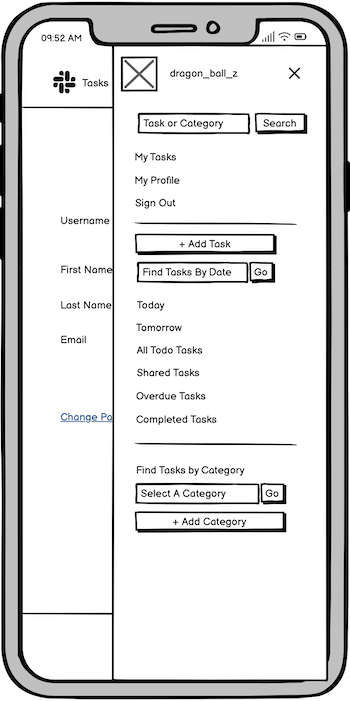 09:52 AM
Tasks
dragon_ball_z
Task or Category
Search
My Tasks
My Profile
Sign Out
Username
+ Add Task
First Name
Find Tasks By Date
Go
Last Name
Today
Tomorrow
Email
All Todo Tasks
Shared Tasks
Overdue Tasks
Change Pa
Completed Tasks
Find Tasks by Category
Select A Category
Go
+ Add Category